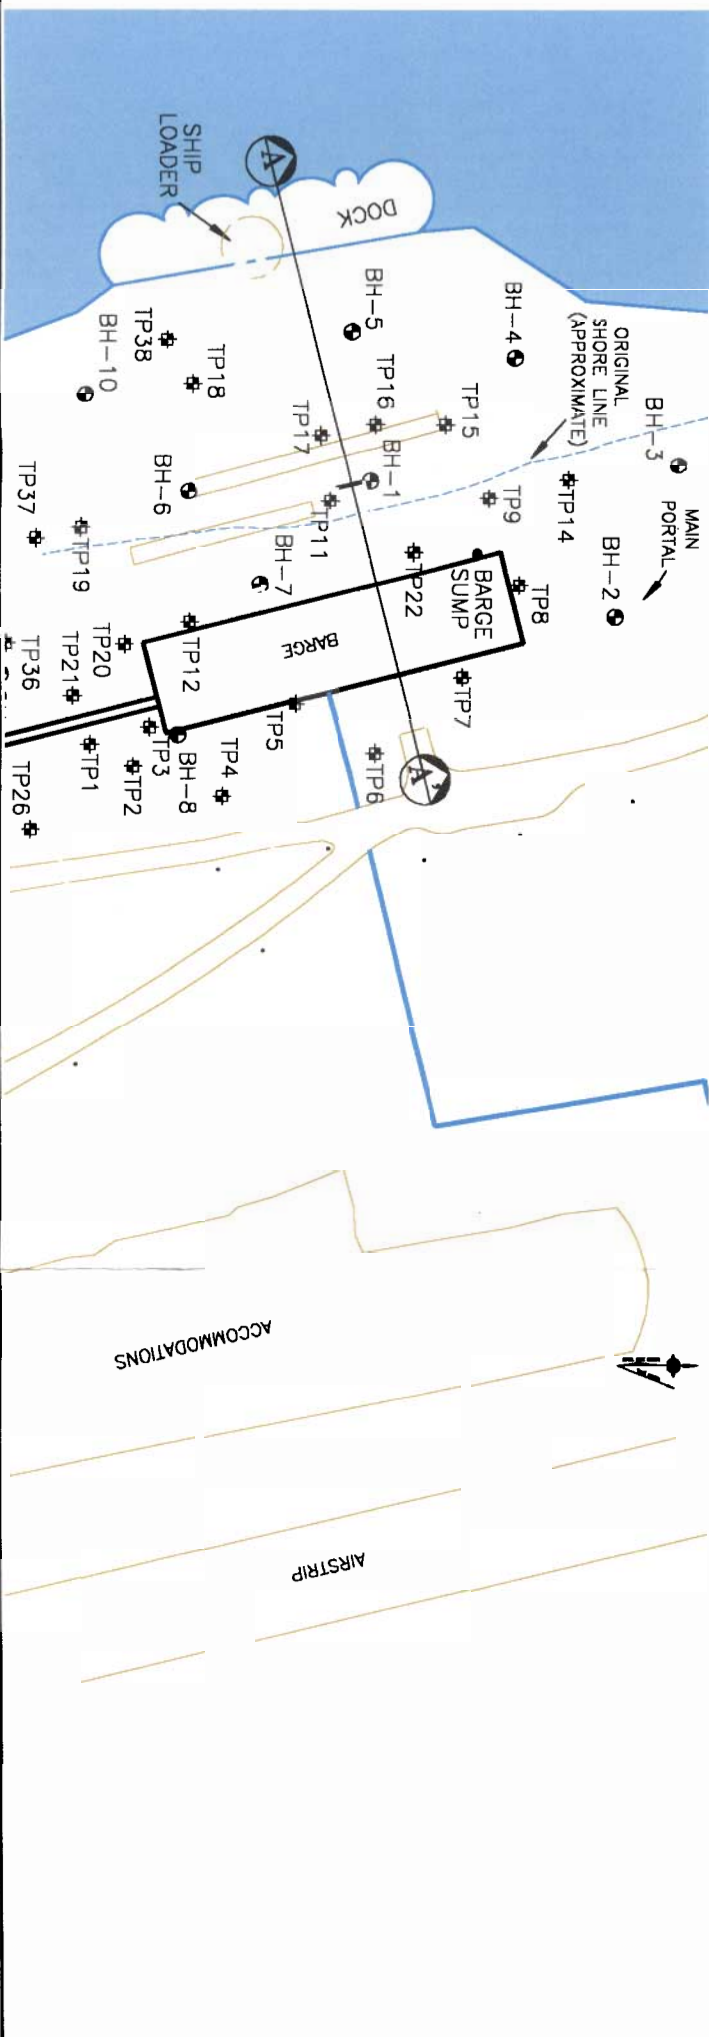 SHIP
LOADER
A
DOCK
BH-5
BH-4
ORIGINAL
SHORE LINE
(APPROXIMATE)
BH-3
MAIN
PORTAL
BH-10
TP38
TP18
TP17
TP16
TP15
BH-1
TP9
TP14
BH-2
TP37
BH-6
TP19
TP11
BH-7
TP22
BARGE
SUMP
TP8
TP36
TP21
TP20
TP12
BARGE
TP7
TP5
TP26
TP1
TP2
TP3
BH-8
TP4
TP6
A'
ACCOMMODATIONS
AIRSTRIP